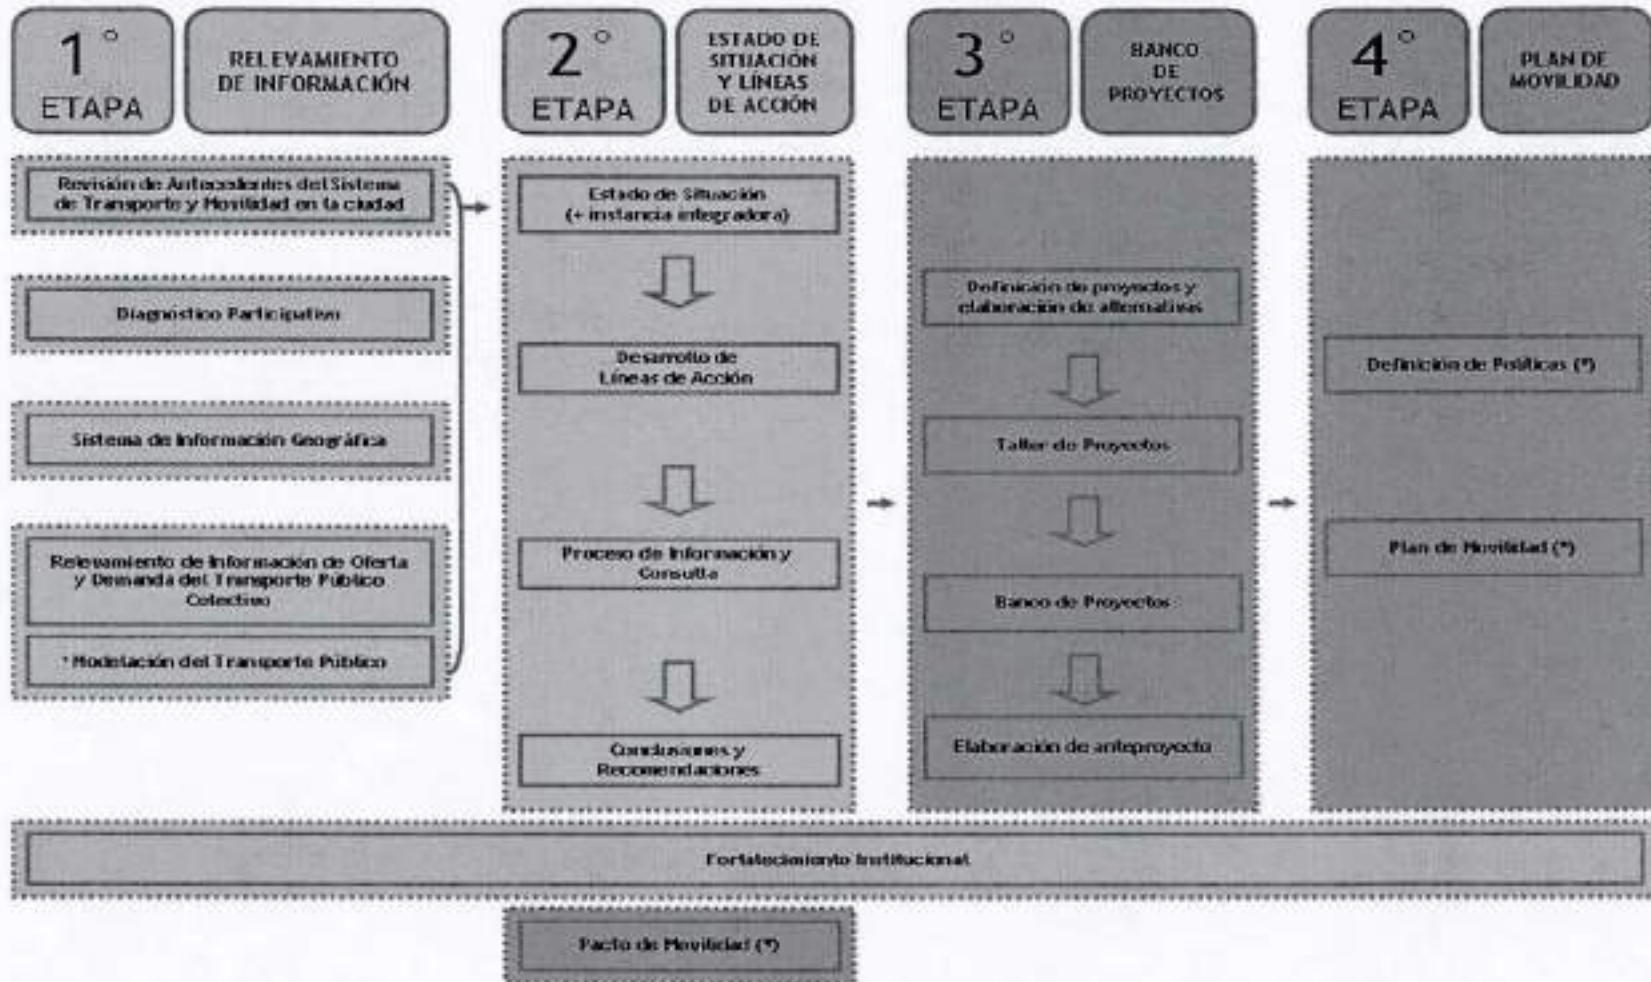 1°
ETAPA
RELEVAMIENTO
DE INFORMACIÓN
2°
ETAPA
ESTADO DE
SITUACIÓN
Y LÍNEAS
DE ACCIÓN
3°
ETAPA
BANCO
DE
PROYECTOS
4°
ETAPA
PLAN DE
MOVILIDAD
Revisión de Antecedentes del Sistema
de Transporte y Movilidad en la ciudad
Diagnóstico Participativo
Sistema de Información Geográfica
Relevamiento de Información de Oferta
y Demanda del Transporte Público
Colectivo
*Modelación del Transporte Público
Estado de Situación
(+ instancia integradora)
Desarrollo de
Líneas de Acción
Proceso de Información y
Consulta
Conclusiones y
Recomendaciones
Definición de proyectos y
elaboración de alternativas
Taller de Proyectos
Banco de Proyectos
Elaboración de anteproyecto
Definición de Políticas (*)
Plan de Movilidad (*)
Fortalecimiento Institucional
Pacto de Movilidad (*)